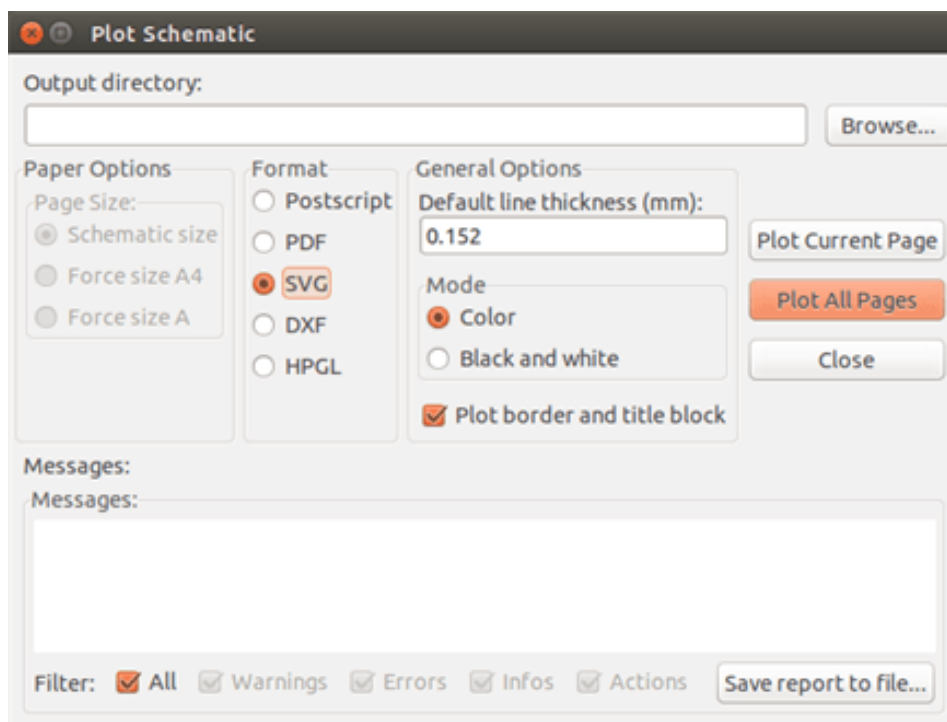 Plot Schematic
Output directory:
Browse...
Paper Options
Page Size:
Schematic size
Force size A4
Force size A
Format
Postscript
PDF
SVG
DXF
HPGL
General Options
Default line thickness (mm):
0.152
Mode
Color
Black and white
Plot border and title block
Plot Current Page
Plot All Pages
Close
Messages:
Messages:
Filter: All Warnings Errors Infos Actions Save report to file...